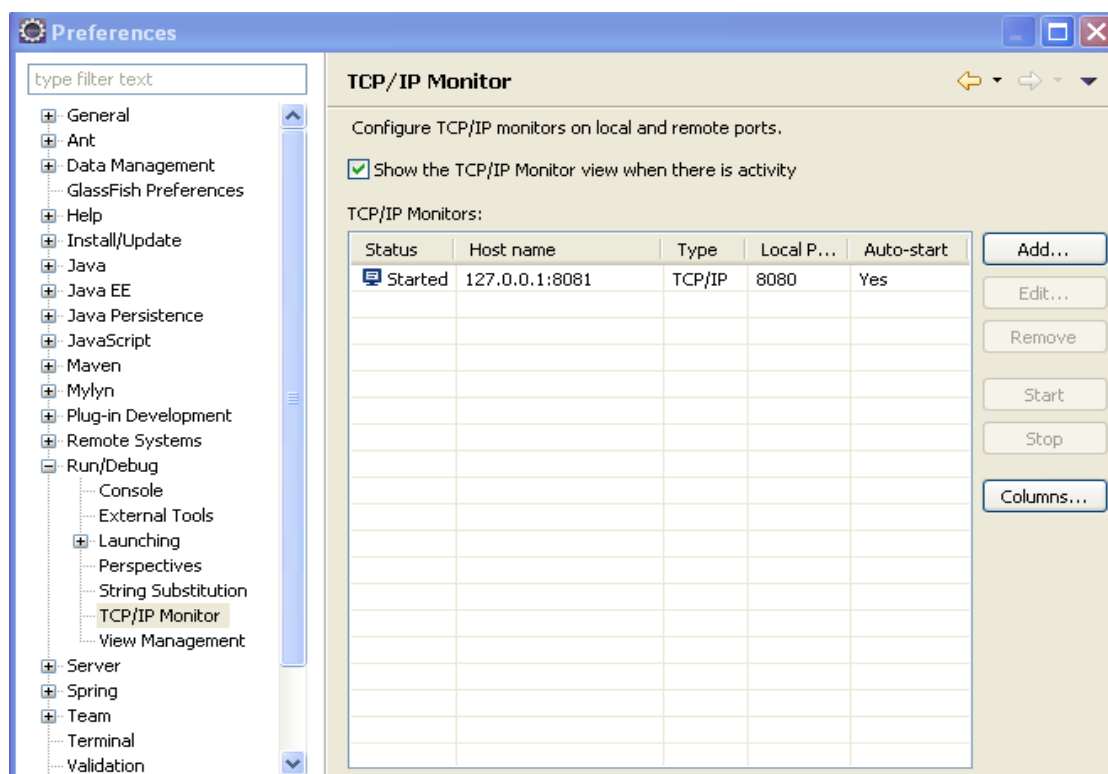 Preferences
type filter text
General
Ant
Data Management
GlassFish Preferences
Help
Install/Update
Java
Java EE
Java Persistence
JavaScript
Maven
Mylyn
Plug-in Development
Remote Systems
Run/Debug
Console
External Tools
Launching
Perspectives
String Substitution
TCP/IP Monitor
View Management
Server
Spring
Team
Terminal
Validation
TCP/IP Monitor
Configure TCP/IP monitors on local and remote ports.
Show the TCP/IP Monitor view when there is activity
TCP/IP Monitors:
Status Host name Type Local P... Auto-start
Started 127.0.0.1:8081 TCP/IP 8080 Yes
Add...
Edit...
Remove
Start
Stop
Columns...